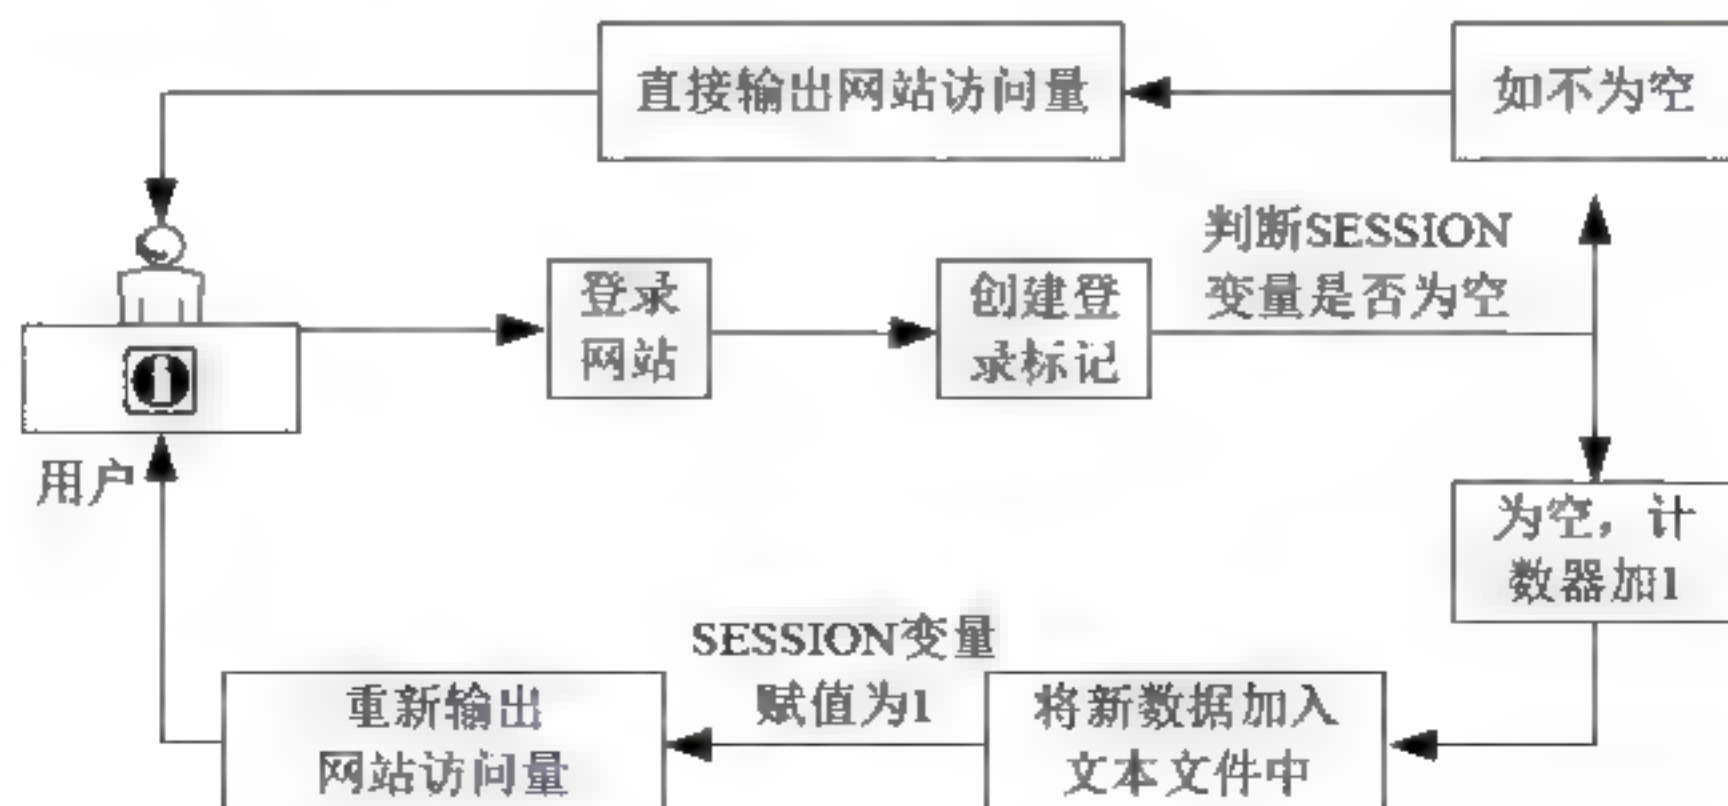 直接输出网站访问量
如不为空
判断SESSION
变量是否为空
登录
网站
创建登
录标记
用户
为空，计
数器加1
SESSION变量
赋值为1
重新输出
网站访问量
将新数据加入
文本文件中